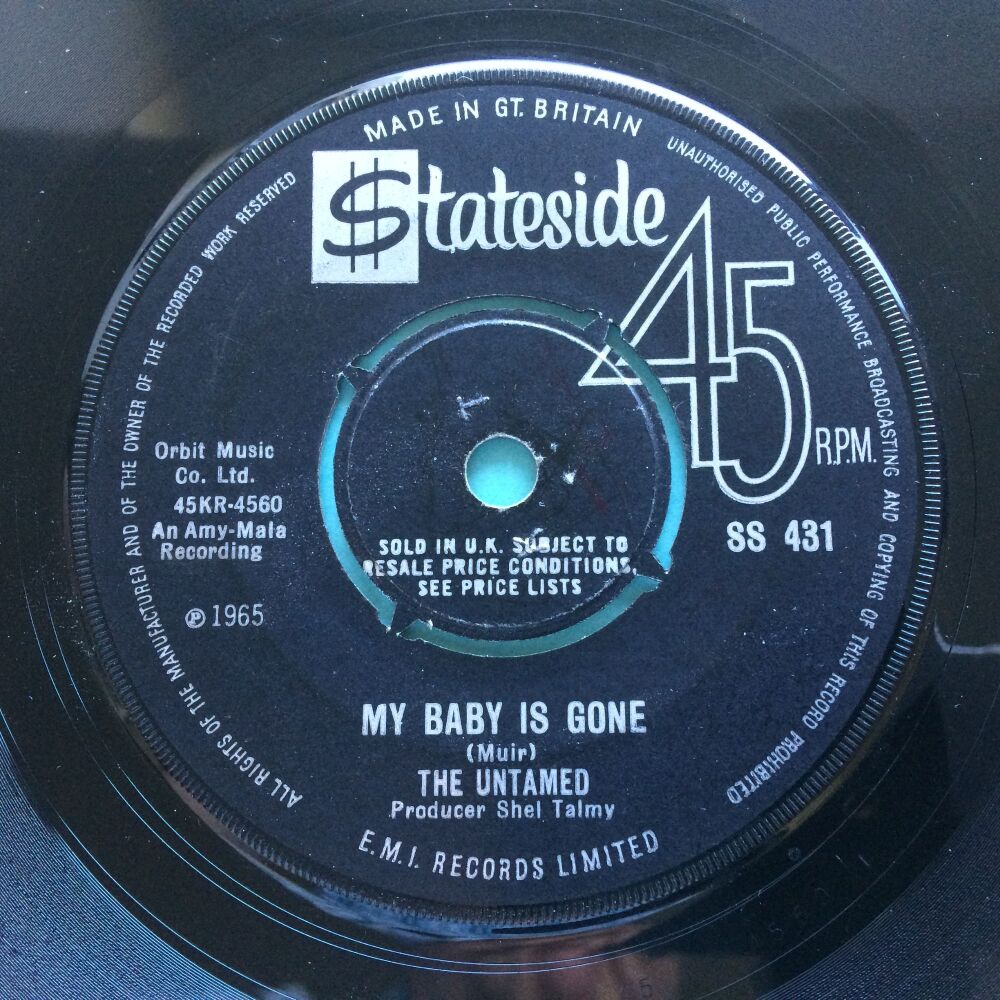 MADE IN GT. BRITAIN
UNAUTHORISED PUBLIC PERFORMANCE BROADCASTING AND COPYING OF THIS RECORD PROHIBITED
ALL RIGHTS OF THE MANUFACTURER AND OF THE OWNER OF THE RECORDED WORK RESERVED
$tateside
45 R.P.M.
Orbit Music
Co. Ltd.
45KR-4560
An Amy-Mala
Recording
℗ 1965
SS 431
SOLD IN U.K. SUBJECT TO
RESALE PRICE CONDITIONS,
SEE PRICE LISTS
MY BABY IS GONE
(Muir)
THE UNTAMED
Producer Shel Talmy
E.M.I. RECORDS LIMITED